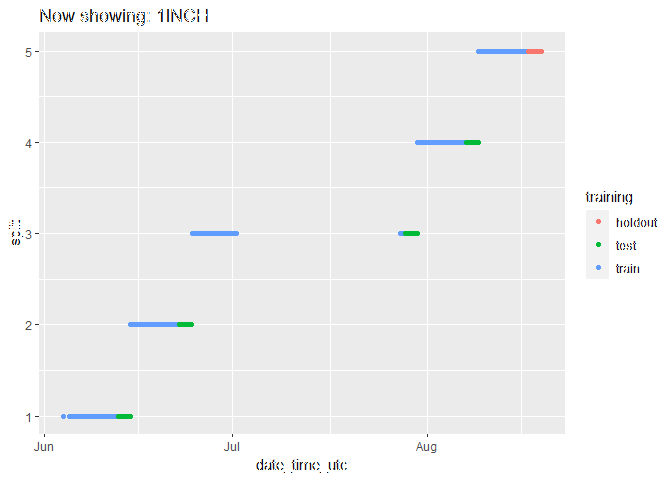 Now showing: 1INCH
5
4
3
2
1
split
Jun
Jul
Aug
date_time_utc
training
holdout
test
train